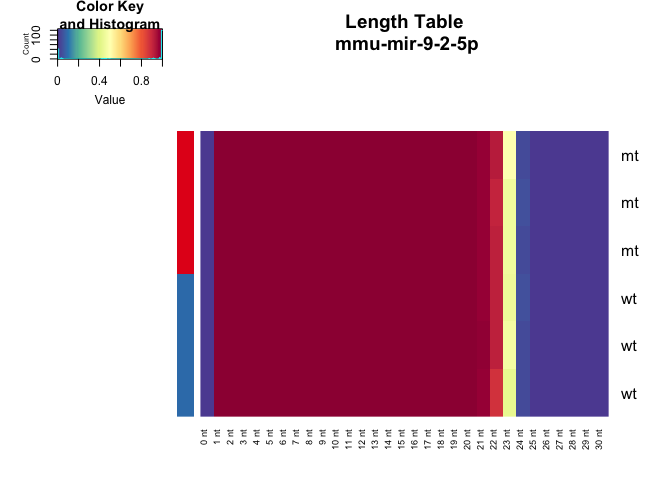 Color Key
and Histogram
Count
0 100
0 0.4 0.8
Value
Length Table
mmu-mir-9-2-5p
mt
mt
mt
wt
wt
wt
0 nt 1 nt 2 nt 3 nt 4 nt 5 nt 6 nt 7 nt 8 nt 9 nt 10 nt 11 nt 12 nt 13 nt 14 nt 15 nt 16 nt 17 nt 18 nt 19 nt 20 nt 21 nt 22 nt 23 nt 24 nt 25 nt 26 nt 27 nt 28 nt 29 nt 30 nt